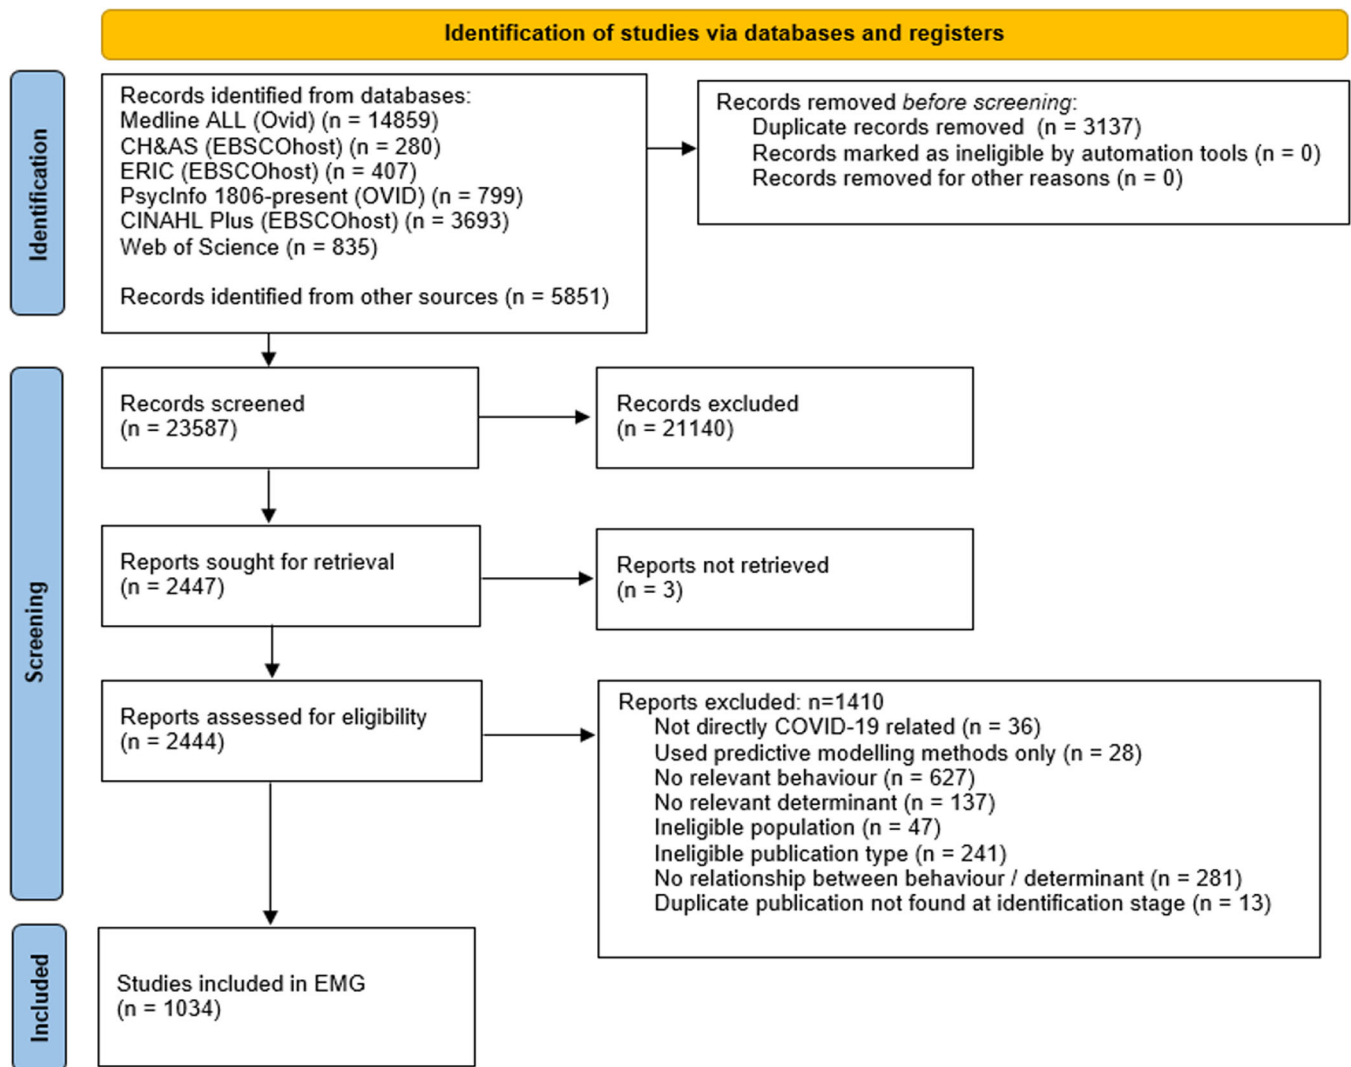 Identification of studies via databases and registers
Identification
Records identified from databases:
Medline ALL (Ovid) (n = 14859)
CH&AS (EBSCOhost) (n = 280)
ERIC (EBSCOhost) (n = 407)
PsycInfo 1806-present (OVID) (n = 799)
CINAHL Plus (EBSCOhost) (n = 3693)
Web of Science (n = 835)
Records identified from other sources (n = 5851)
Records removed before screening:
Duplicate records removed (n = 3137)
Records marked as ineligible by automation tools (n = 0)
Records removed for other reasons (n = 0)
Screening
Records screened
(n = 23587)
Records excluded
(n = 21140)
Reports sought for retrieval
(n = 2447)
Reports not retrieved
(n = 3)
Reports assessed for eligibility
(n = 2444)
Reports excluded: n=1410
Not directly COVID-19 related (n = 36)
Used predictive modelling methods only (n = 28)
No relevant behaviour (n = 627)
No relevant determinant (n = 137)
Ineligible population (n = 47)
Ineligible publication type (n = 241)
No relationship between behaviour / determinant (n = 281)
Duplicate publication not found at identification stage (n = 13)
Included
Studies included in EMG
(n = 1034)